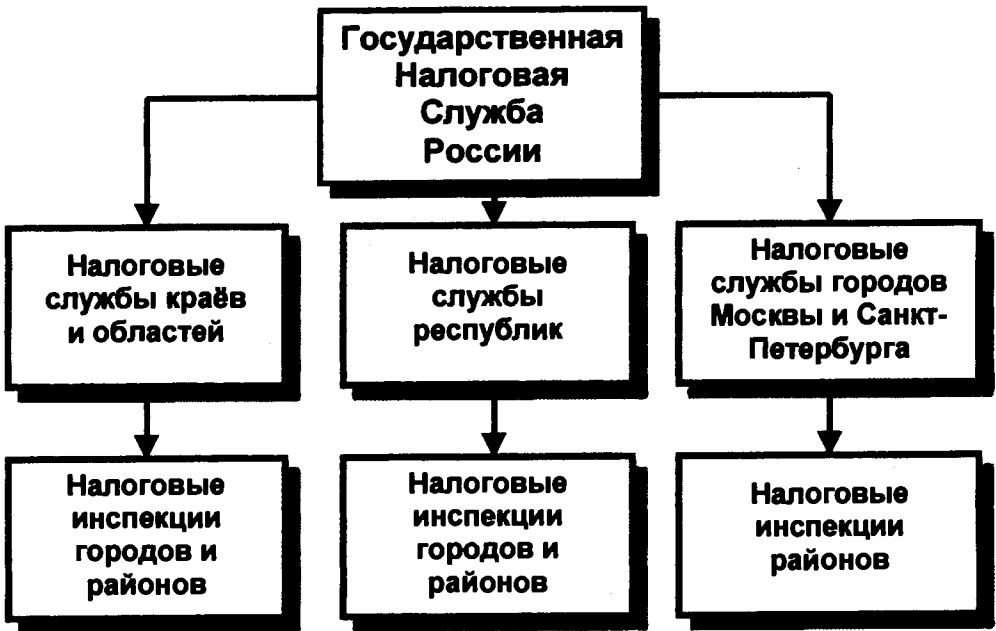 Государственная
Налоговая
Служба
России
Налоговые
службы краёв
и областей
Налоговые
службы
республик
Налоговые
службы городов
Москвы и Санкт-
Петербурга
Налоговые
инспекции
городов и
районов
Налоговые
инспекции
городов и
районов
Налоговые
инспекции
районов